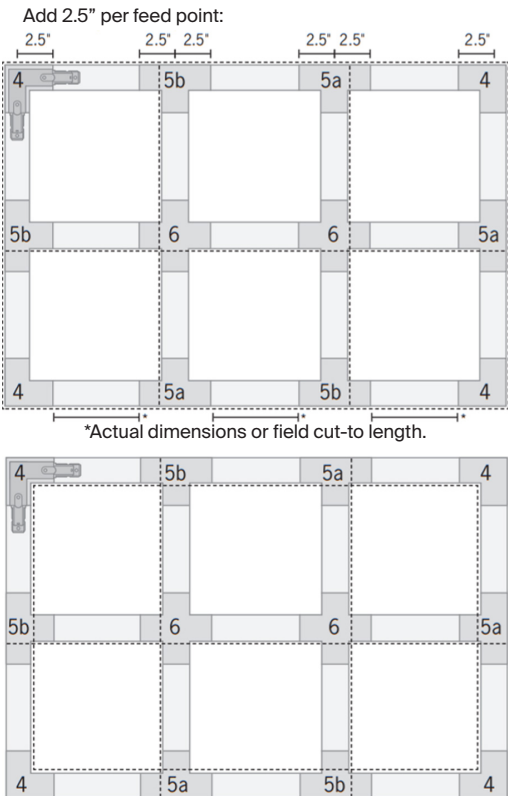 Add 2.5” per feed point:
2.5" 2.5" 2.5" 2.5" 2.5" 2.5"
4 5b 5a 4
5b 6 6 5a
4 5a 5b 4
* * *
*Actual dimensions or field cut-to length.
4 5b 5a 4
5b 6 6 5a
4 5a 5b 4